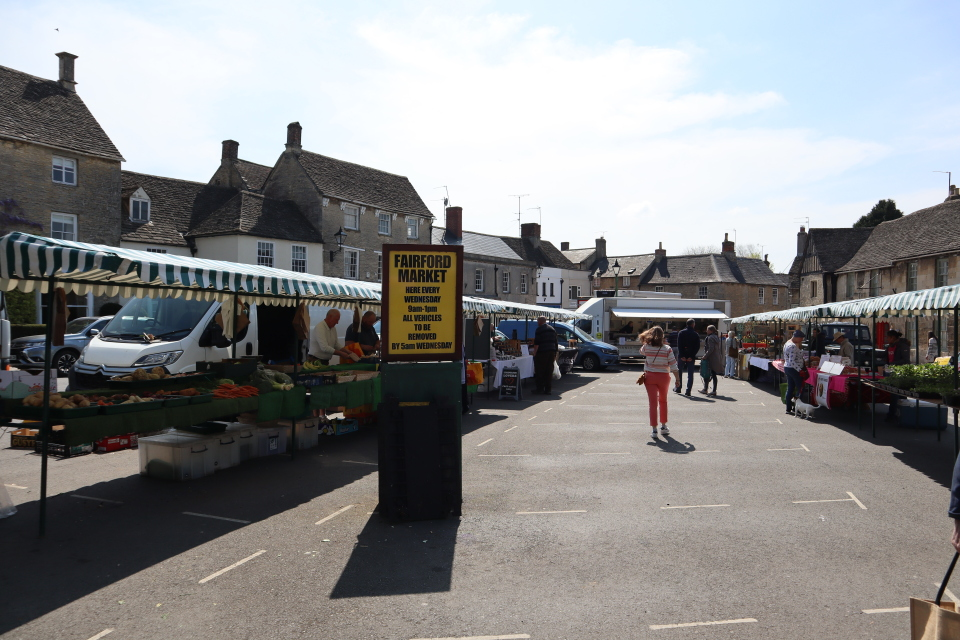 FAIRFORD
MARKET
HERE EVERY
WEDNESDAY
9am-1pm
ALL VEHICLES
TO BE
REMOVED
BY 5am WEDNESDAY